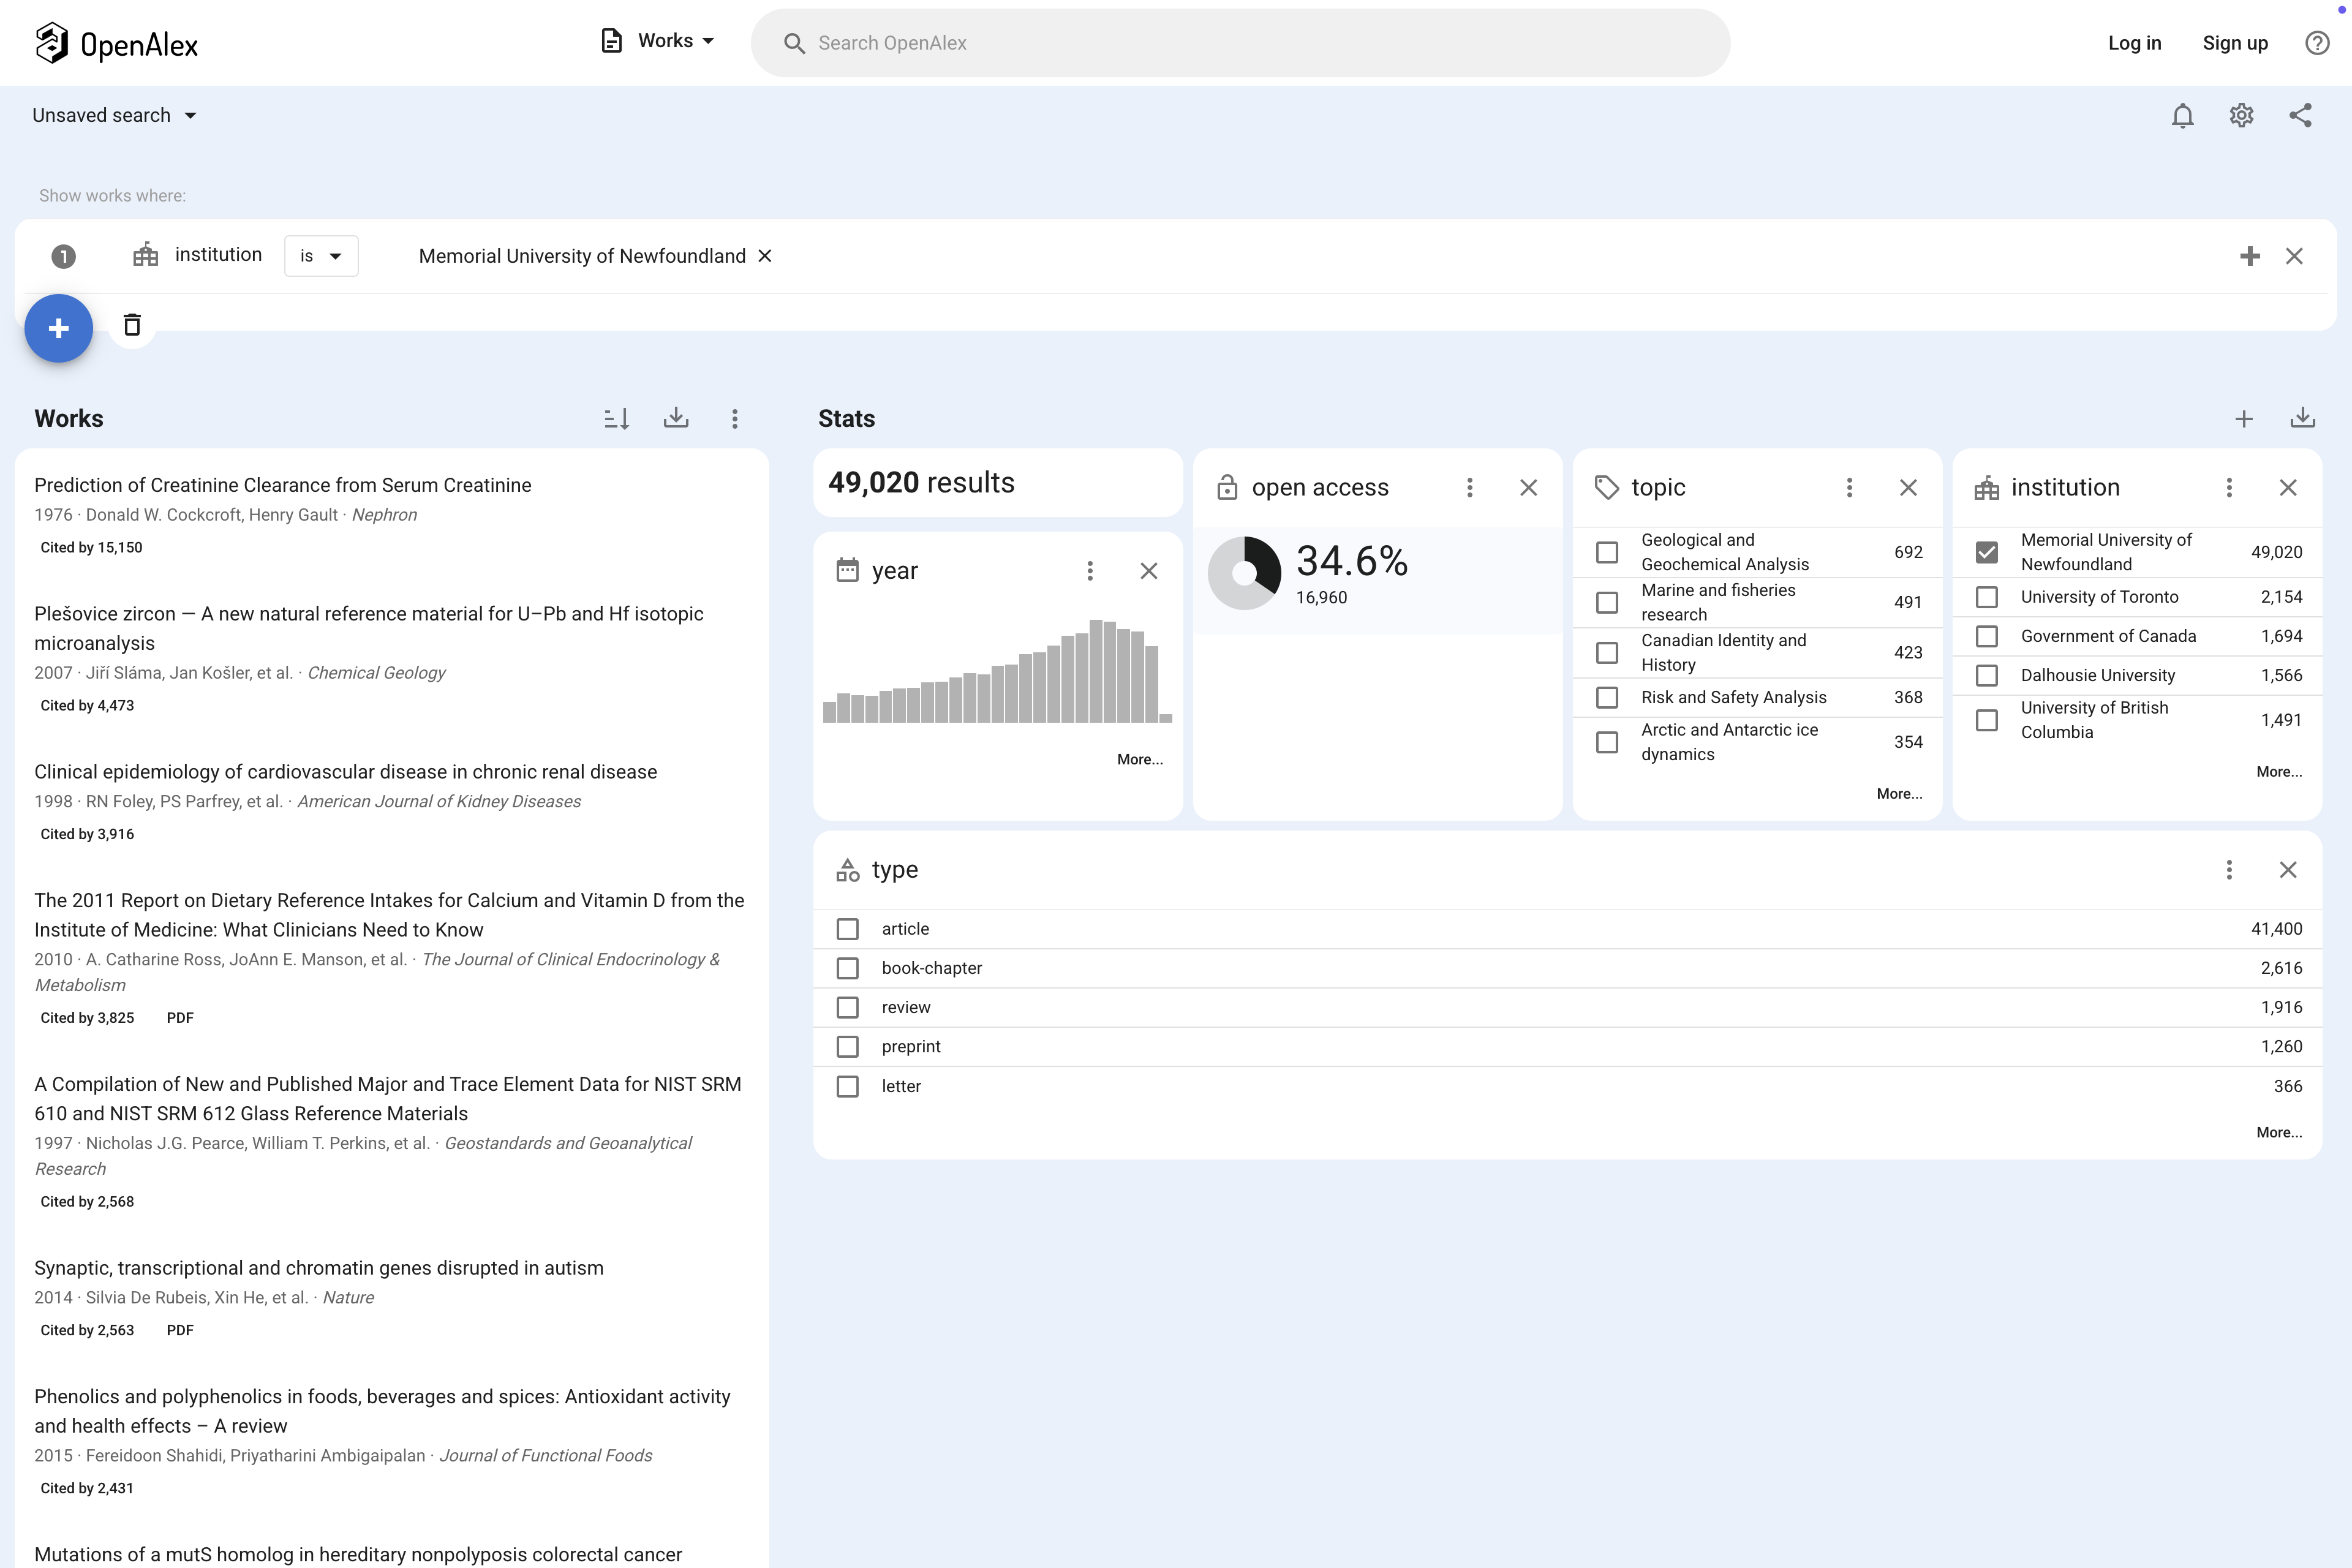 OpenAlex
Works
Search OpenAlex
Log in
Sign up
Unsaved search
Show works where:
1
institution
is
Memorial University of Newfoundland
Works
Prediction of Creatinine Clearance from Serum Creatinine
1976 · Donald W. Cockcroft, Henry Gault · Nephron
Cited by 15,150
Plešovice zircon — A new natural reference material for U–Pb and Hf isotopic
microanalysis
2007 · Jiří Sláma, Jan Košler, et al. · Chemical Geology
Cited by 4,473
Clinical epidemiology of cardiovascular disease in chronic renal disease
1998 · RN Foley, PS Parfrey, et al. · American Journal of Kidney Diseases
Cited by 3,916
The 2011 Report on Dietary Reference Intakes for Calcium and Vitamin D from the
Institute of Medicine: What Clinicians Need to Know
2010 · A. Catharine Ross, JoAnn E. Manson, et al. · The Journal of Clinical Endocrinology &
Metabolism
Cited by 3,825 PDF
A Compilation of New and Published Major and Trace Element Data for NIST SRM
610 and NIST SRM 612 Glass Reference Materials
1997 · Nicholas J.G. Pearce, William T. Perkins, et al. · Geostandards and Geoanalytical
Research
Cited by 2,568
Synaptic, transcriptional and chromatin genes disrupted in autism
2014 · Silvia De Rubeis, Xin He, et al. · Nature
Cited by 2,563 PDF
Phenolics and polyphenolics in foods, beverages and spices: Antioxidant activity
and health effects – A review
2015 · Fereidoon Shahidi, Priyatharini Ambigaipalan · Journal of Functional Foods
Cited by 2,431
Mutations of a mutS homolog in hereditary nonpolyposis colorectal cancer
Stats
49,020 results
year
More...
open access
34.6%
16,960
topic
Geological and
Geochemical Analysis
692
Marine and fisheries
research
491
Canadian Identity and
History
423
Risk and Safety Analysis 368
Arctic and Antarctic ice
dynamics
354
More...
institution
Memorial University of
Newfoundland
49,020
University of Toronto 2,154
Government of Canada 1,694
Dalhousie University 1,566
University of British
Columbia
1,491
More...
type
article 41,400
book-chapter 2,616
review 1,916
preprint 1,260
letter 366
More...